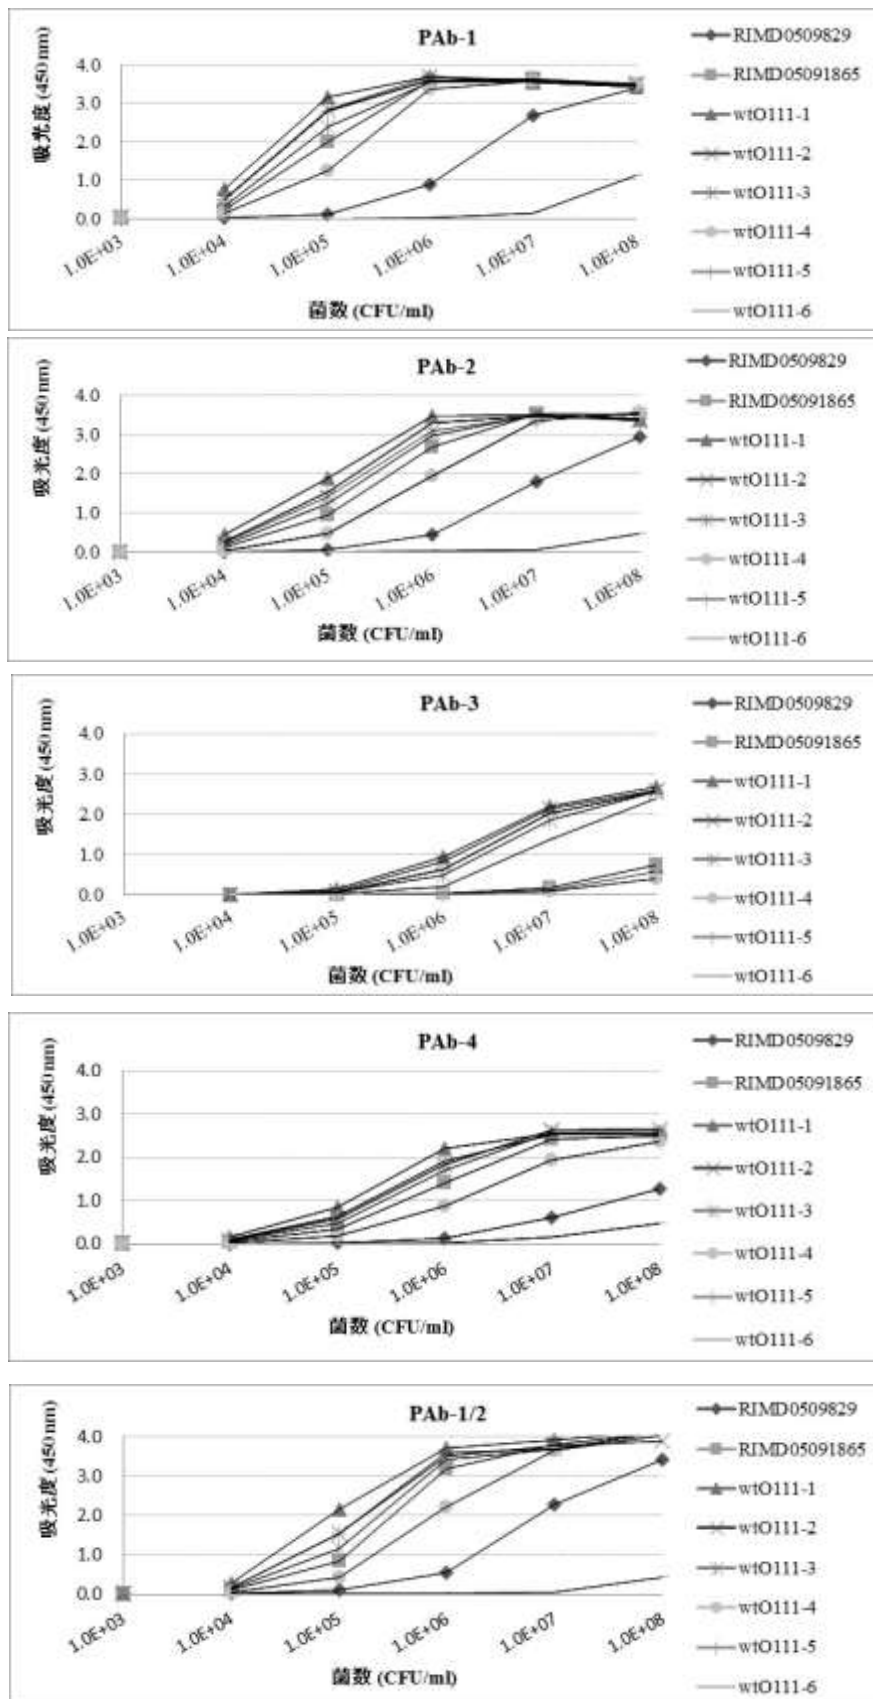 PAb-1
吸光度 (450 nm)
4.0
3.0
2.0
1.0
0.0
1.0E+03
1.0E+04
1.0E+05
1.0E+06
1.0E+07
1.0E+08
菌数 (CFU/ml)
RIMD0509829
RIMD05091865
wtO111-1
wtO111-2
wtO111-3
wtO111-4
wtO111-5
wtO111-6
PAb-2
吸光度 (450 nm)
4.0
3.0
2.0
1.0
0.0
1.0E+03
1.0E+04
1.0E+05
1.0E+06
1.0E+07
1.0E+08
菌数 (CFU/ml)
RIMD0509829
RIMD05091865
wtO111-1
wtO111-2
wtO111-3
wtO111-4
wtO111-5
wtO111-6
PAb-3
吸光度 (450 nm)
4.0
3.0
2.0
1.0
0.0
1.0E+03
1.0E+04
1.0E+05
1.0E+06
1.0E+07
1.0E+08
菌数 (CFU/ml)
RIMD0509829
RIMD05091865
wtO111-1
wtO111-2
wtO111-3
wtO111-4
wtO111-5
wtO111-6
PAb-4
吸光度 (450 nm)
4.0
3.0
2.0
1.0
0.0
1.0E+03
1.0E+04
1.0E+05
1.0E+06
1.0E+07
1.0E+08
菌数 (CFU/ml)
RIMD0509829
RIMD05091865
wtO111-1
wtO111-2
wtO111-3
wtO111-4
wtO111-5
wtO111-6
PAb-1/2
吸光度 (450 nm)
4.0
3.0
2.0
1.0
0.0
1.0E+03
1.0E+04
1.0E+05
1.0E+06
1.0E+07
1.0E+08
菌数 (CFU/ml)
RIMD0509829
RIMD05091865
wtO111-1
wtO111-2
wtO111-3
wtO111-4
wtO111-5
wtO111-6